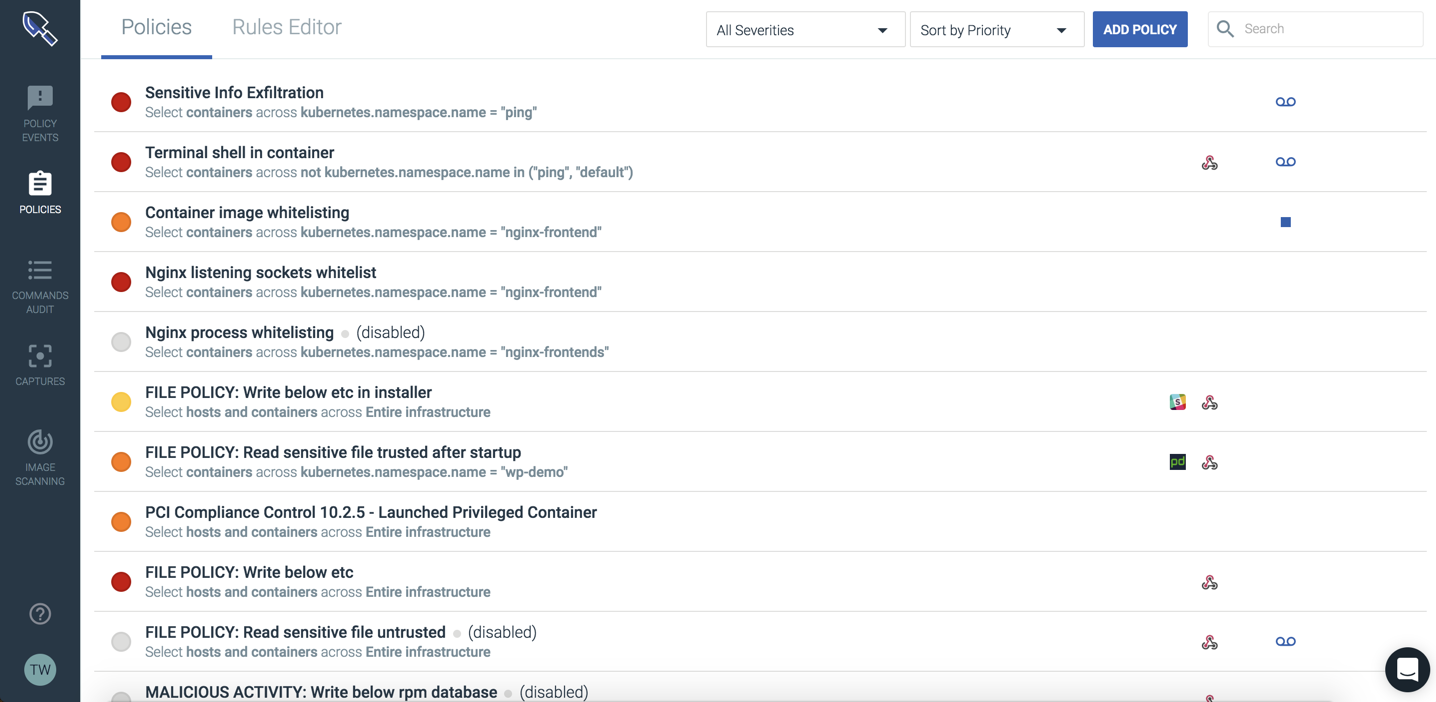 Policies
Rules Editor
All Severities
Sort by Priority
ADD POLICY
Search
POLICY
EVENTS
POLICIES
COMMANDS
AUDIT
CAPTURES
IMAGE
SCANNING
TW
Sensitive Info Exfiltration
Select containers across kubernetes.namespace.name = "ping"
Terminal shell in container
Select containers across not kubernetes.namespace.name in ("ping", "default")
Container image whitelisting
Select containers across kubernetes.namespace.name = "nginx-frontend"
Nginx listening sockets whitelist
Select containers across kubernetes.namespace.name = "nginx-frontend"
Nginx process whitelisting (disabled)
Select containers across kubernetes.namespace.name = "nginx-frontends"
FILE POLICY: Write below etc in installer
Select hosts and containers across Entire infrastructure
S
FILE POLICY: Read sensitive file trusted after startup
Select containers across kubernetes.namespace.name = "wp-demo"
pd
PCI Compliance Control 10.2.5 - Launched Privileged Container
Select hosts and containers across Entire infrastructure
FILE POLICY: Write below etc
Select hosts and containers across Entire infrastructure
FILE POLICY: Read sensitive file untrusted (disabled)
Select hosts and containers across Entire infrastructure
MALICIOUS ACTIVITY: Write below rpm database (disabled)